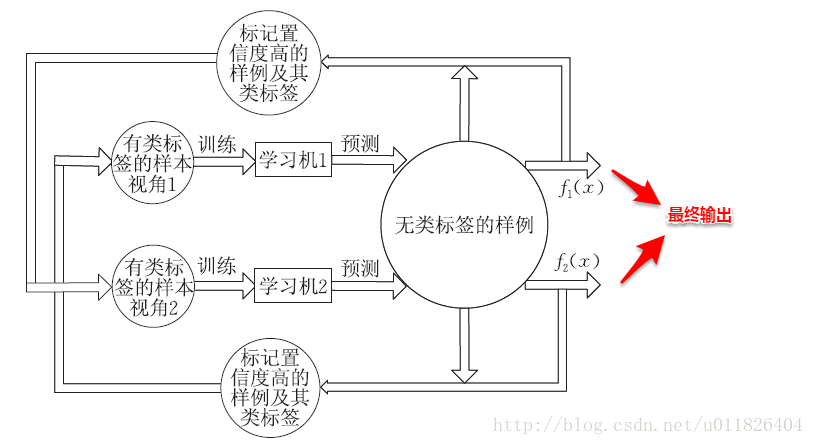 标记置
信度高的
样例及其
类标签
有类标
签的样本
视角1
训练
学习机1
预测
f₁(x)
无类标签的样例
最终输出
有类标
签的样本
视角2
训练
学习机2
预测
f₂(x)
标记置
信度高的
样例及其
类标签
http://blog.csdn.net/u011826404